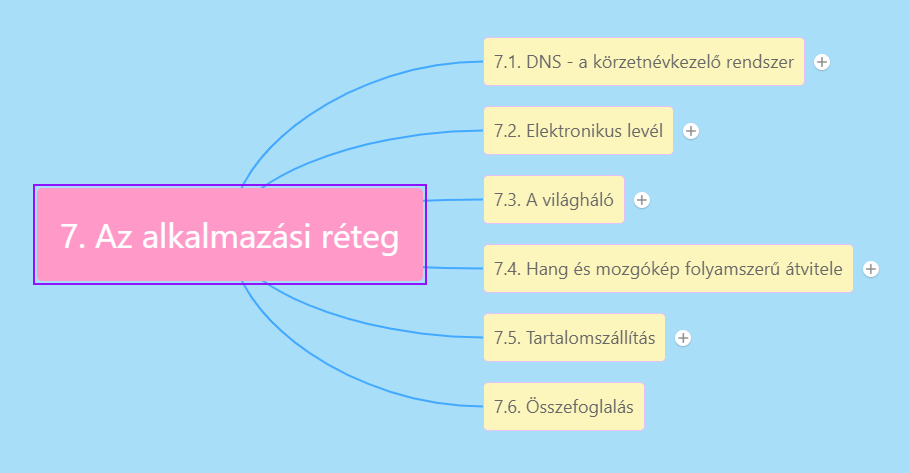 7. Az alkalmazási réteg
7.1. DNS - a körzetnévkezelő rendszer
7.2. Elektronikus levél
7.3. A világháló
7.4. Hang és mozgókép folyamszerű átvitele
7.5. Tartalomszállítás
7.6. Összefoglalás